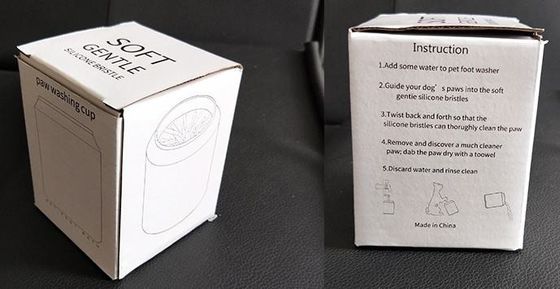 SOFT
GENTLE
SILICONE BRISTLE
paw washing cup
Instruction
1.Add some water to pet foot washer
2.Guide your dog's paws into the soft
gentie silicone bristles
3.Twist back and forth so that the
silicone bristles can thoroughly clean the paw
4.Remove and discover a much cleaner
paw; dab the paw dry with a toowel
5.Discard water and rinse clean
Made in China